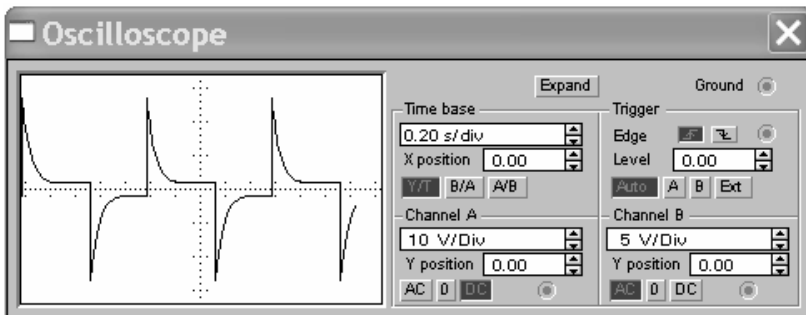 Oscilloscope
Expand
Ground
Time base
0.20 s/div
X position 0.00
Y/T B/A A/B
Trigger
Edge
Level 0.00
Auto A B Ext
Channel A
10 V/Div
Y position 0.00
AC 0 DC
Channel B
5 V/Div
Y position 0.00
AC 0 DC